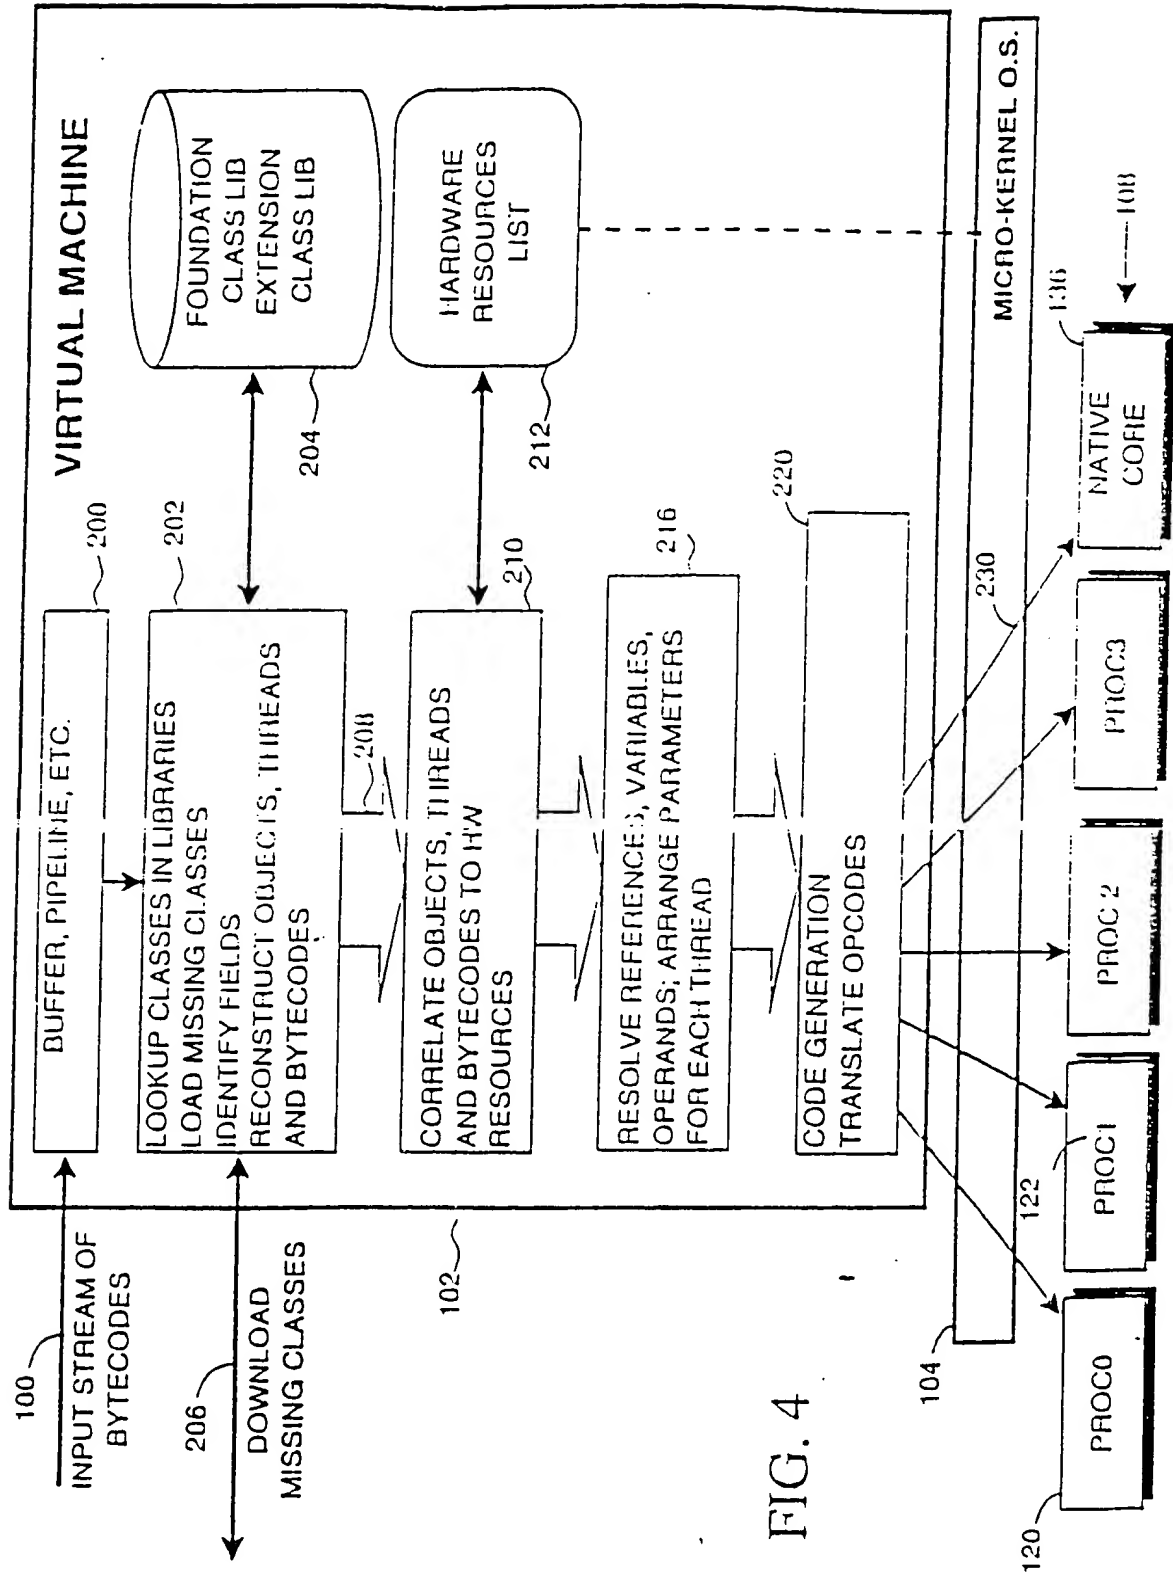 VIRTUAL MACHINE
100
INPUT STREAM OF
BYTECODES
BUFFER, PIPELINE, ETC.
200
206
DOWNLOAD
MISSING CLASSES
LOOKUP CLASSES IN LIBRARIES
LOAD MISSING CLASSES
IDENTIFY FIELDS
RECONSTRUCT OBJECTS, THREADS
AND BYTECODES
202
FOUNDATION
CLASS LIB
EXTENSION
CLASS LIB
204
208
CORRELATE OBJECTS, THREADS
AND BYTECODES TO HW
RESOURCES
210
HARDWARE
RESOURCES
LIST
212
102
RESOLVE REFERENCES, VARIABLES,
OPERANDS; ARRANGE PARAMETERS
FOR EACH THREAD
216
CODE GENERATION
TRANSLATE OPCODES
220
104
MICRO-KERNEL O.S.
230
120
PROC0
122
PROC1
PROC 2
PROC3
NATIVE
CORE
136
108
FIG. 4